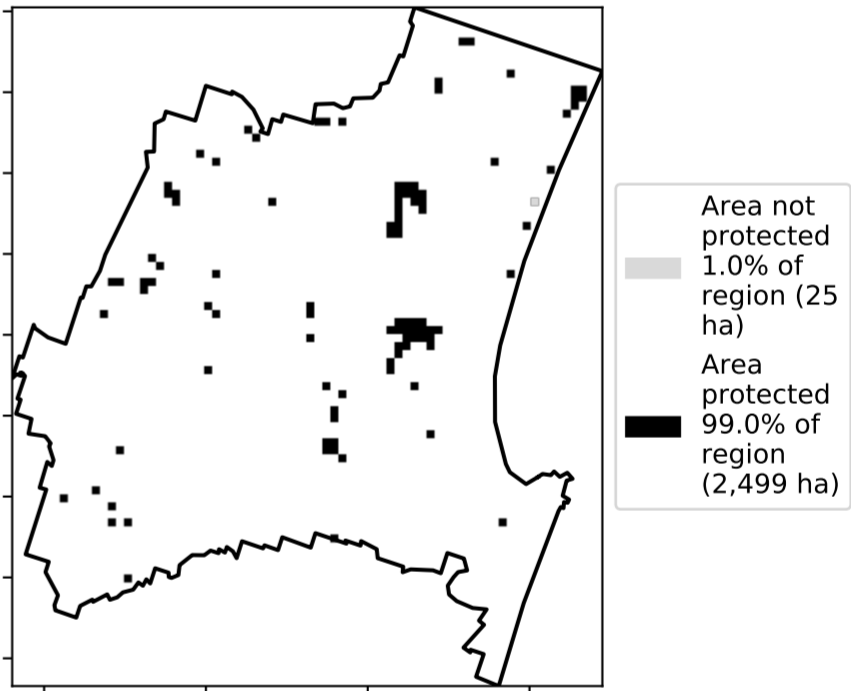 Area not
protected
1.0% of
region (25
ha)
Area
protected
99.0% of
region
(2,499 ha)